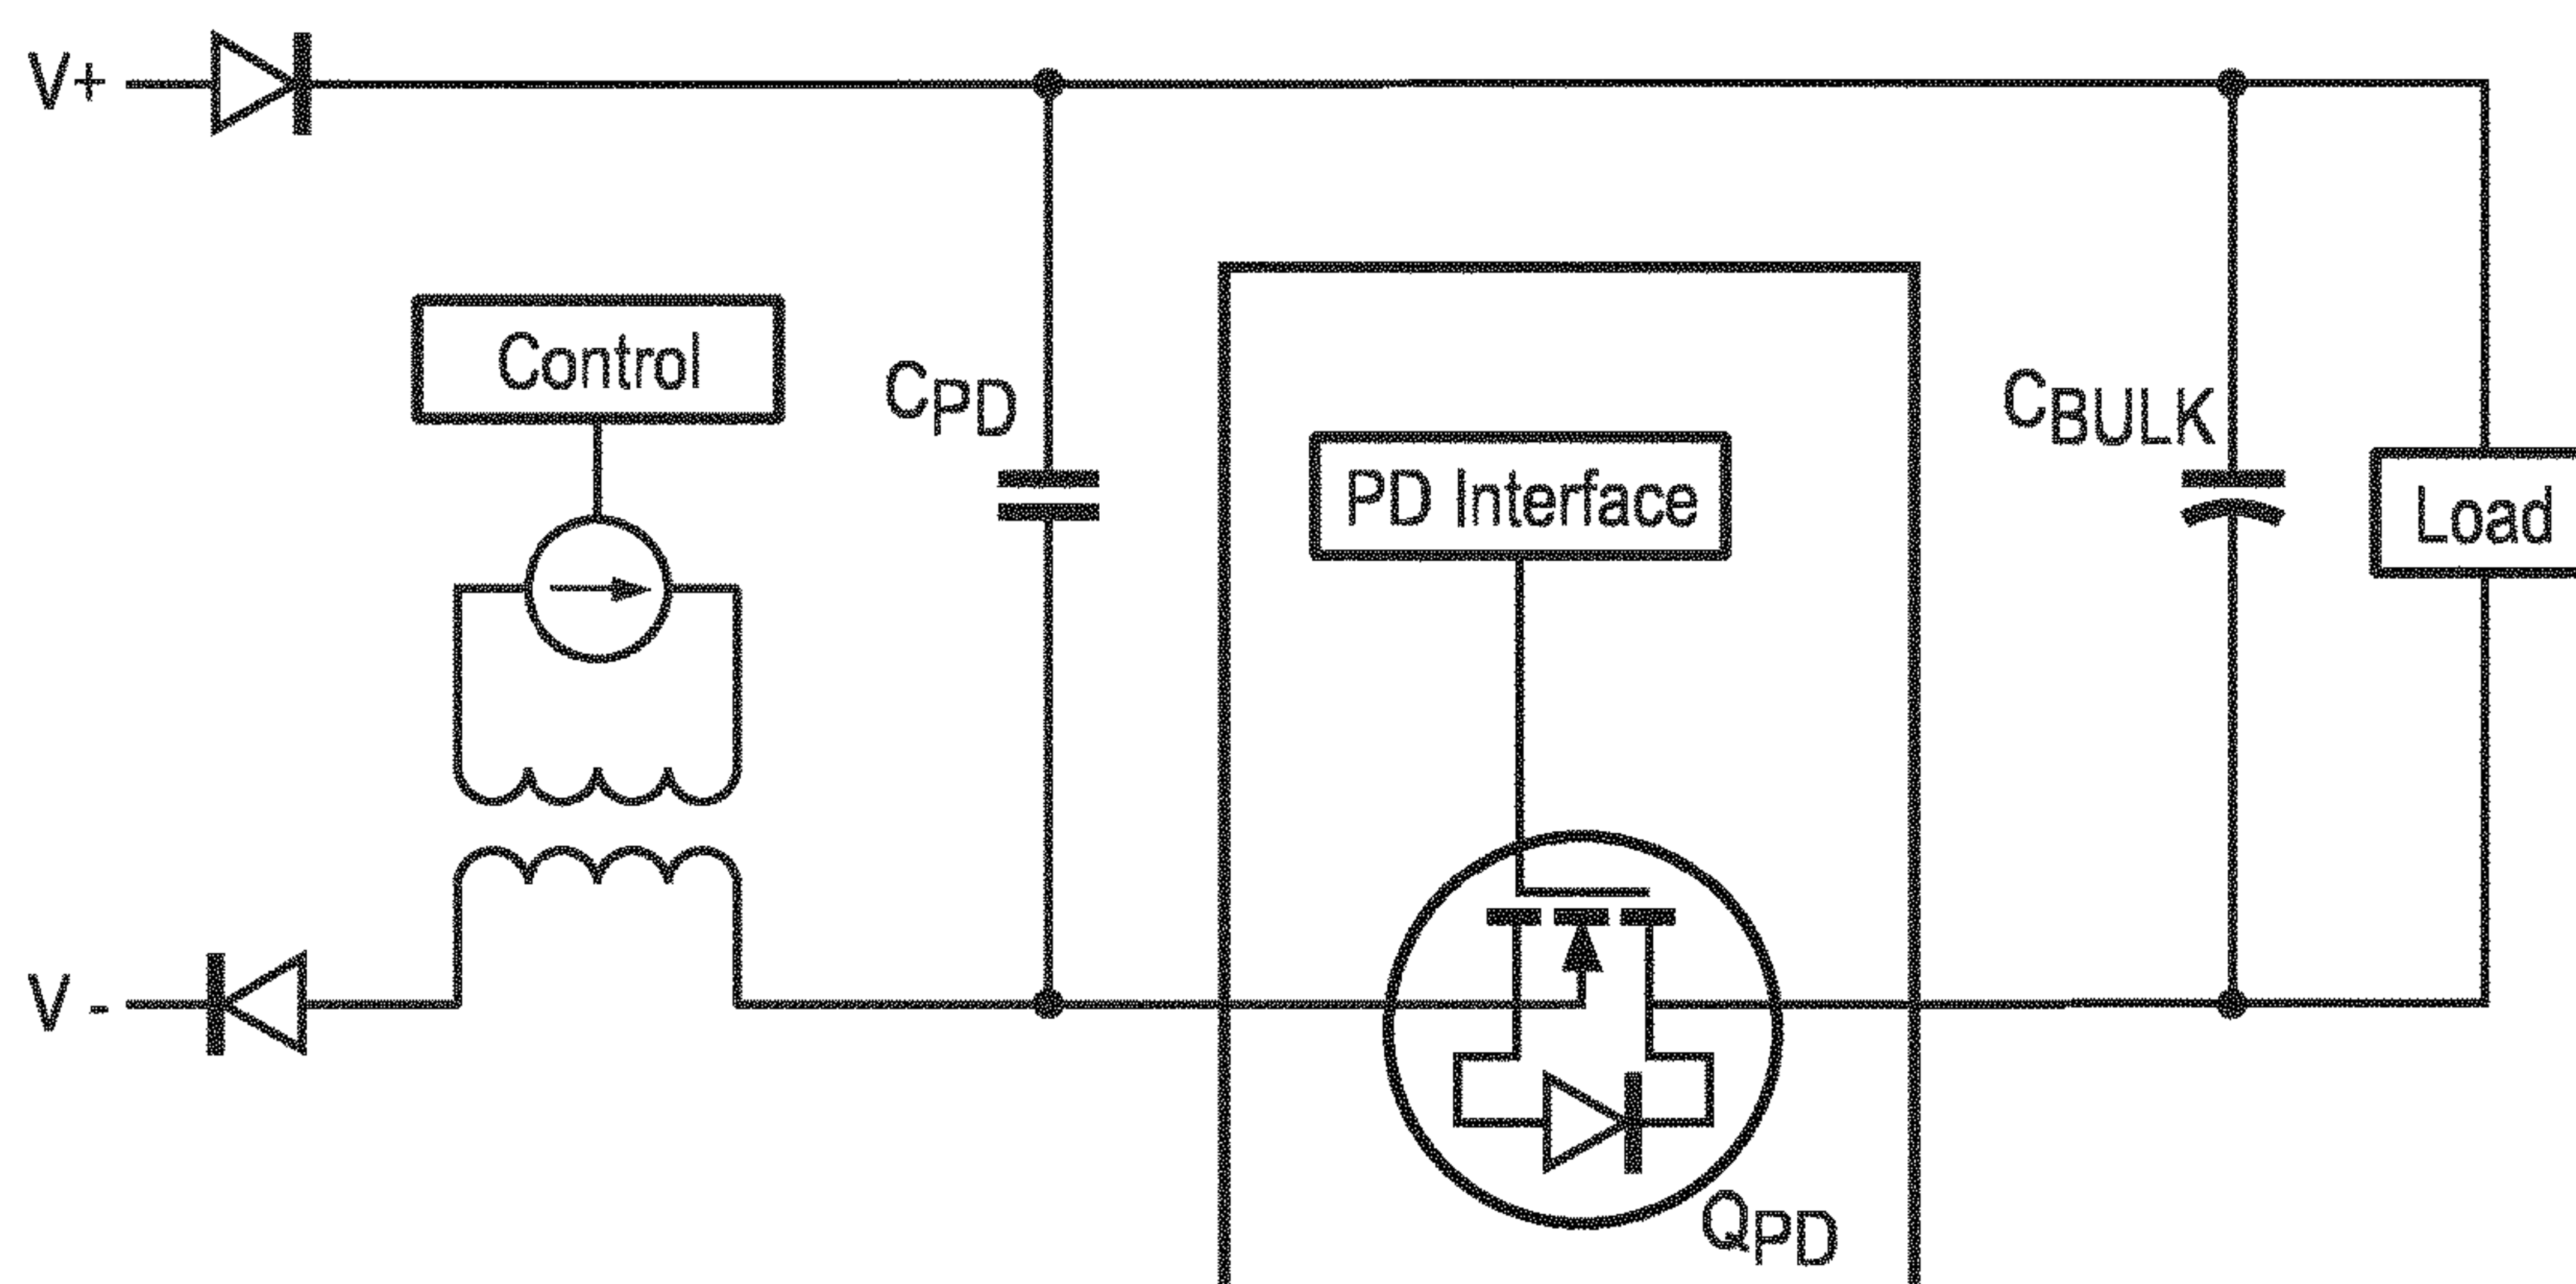 V+
Control
CPD
PD Interface
CBULK
Load
V -
QPD